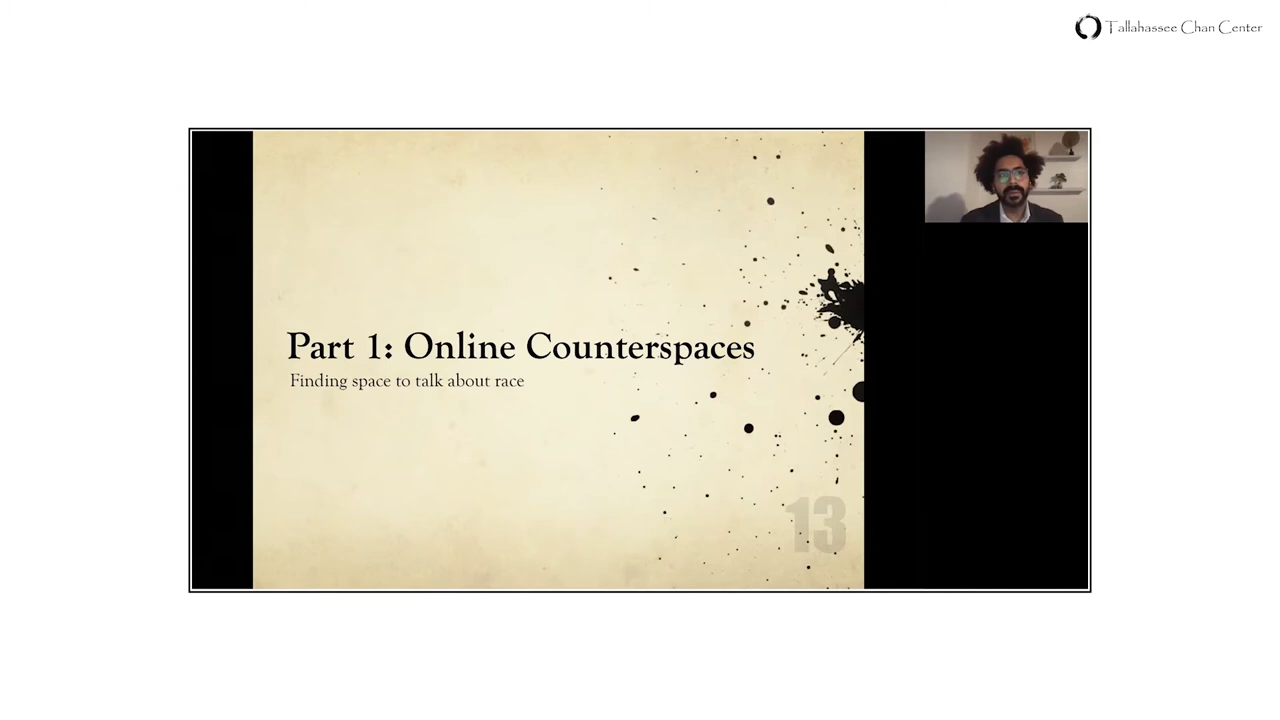 Tallahassee Chan Center
Part 1: Online Counterspaces
Finding space to talk about race
13